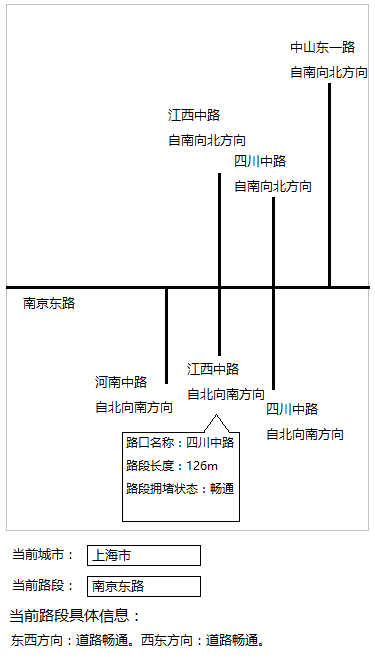 中山东一路
自南向北方向
江西中路
自南向北方向
四川中路
自南向北方向
南京东路
河南中路
自北向南方向
江西中路
自北向南方向
四川中路
自北向南方向
路口名称：四川中路
路段长度：126m
路段拥堵状态：畅通
当前城市： 上海市
当前路段： 南京东路
当前路段具体信息：
东西方向：道路畅通。西东方向：道路畅通。